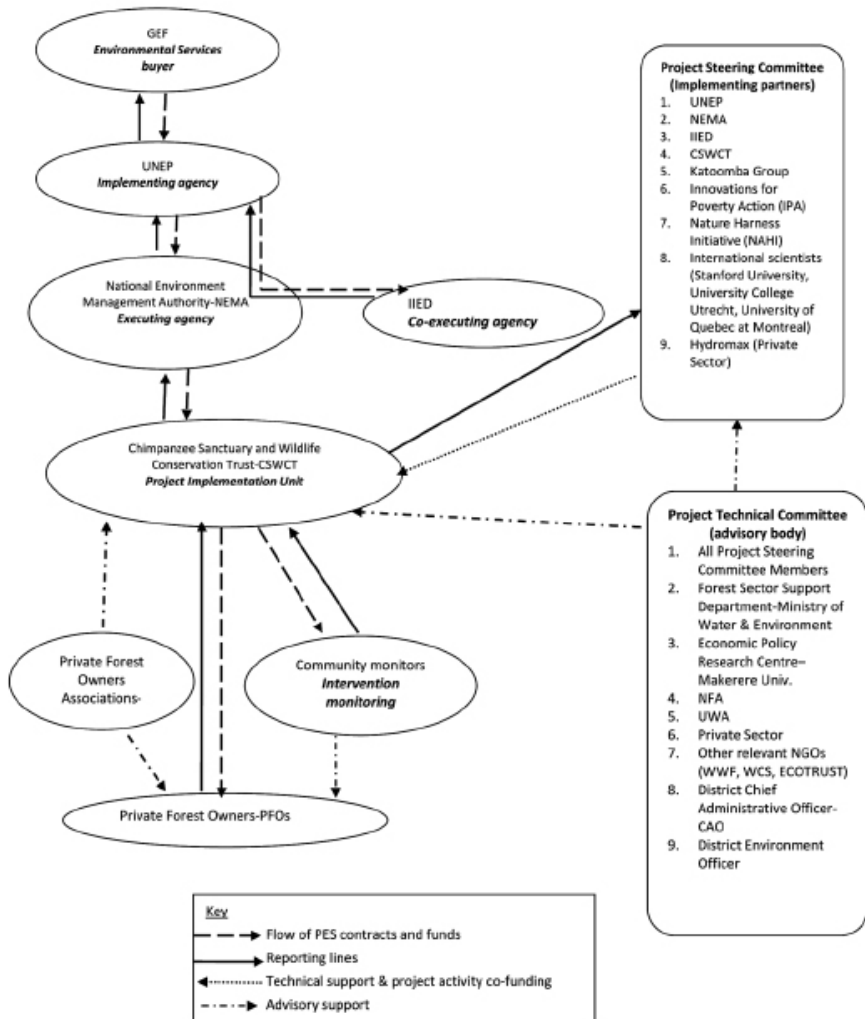 GEF
Environmental Services
buyer
UNEP
Implementing agency
National Environment
Management Authority-NEMA
Executing agency
IIED
Co-executing agency
Chimpanzee Sanctuary and Wildlife
Conservation Trust-CSWCT
Project Implementation Unit
Private Forest
Owners
Associations-
Community monitors
Intervention
monitoring
Private Forest Owners-PFOs
Project Steering Committee
(Implementing partners)
1. UNEP
2. NEMA
3. IIED
4. CSWCT
5. Katoomba Group
6. Innovations for
Poverty Action (IPA)
7. Nature Harness
Initiative (NAHI)
8. International scientists
(Stanford University,
University College
Utrecht, University of
Quebec at Montreal)
9. Hydromax (Private
Sector)
Project Technical Committee
(advisory body)
1. All Project Steering
Committee Members
2. Forest Sector Support
Department-Ministry of
Water & Environment
3. Economic Policy
Research Centre–
Makerere Univ.
4. NFA
5. UWA
6. Private Sector
7. Other relevant NGOs
(WWF, WCS, ECOTRUST)
8. District Chief
Administrative Officer-
CAO
9. District Environment
Officer
Key
Flow of PES contracts and funds
Reporting lines
Technical support & project activity co-funding
Advisory support